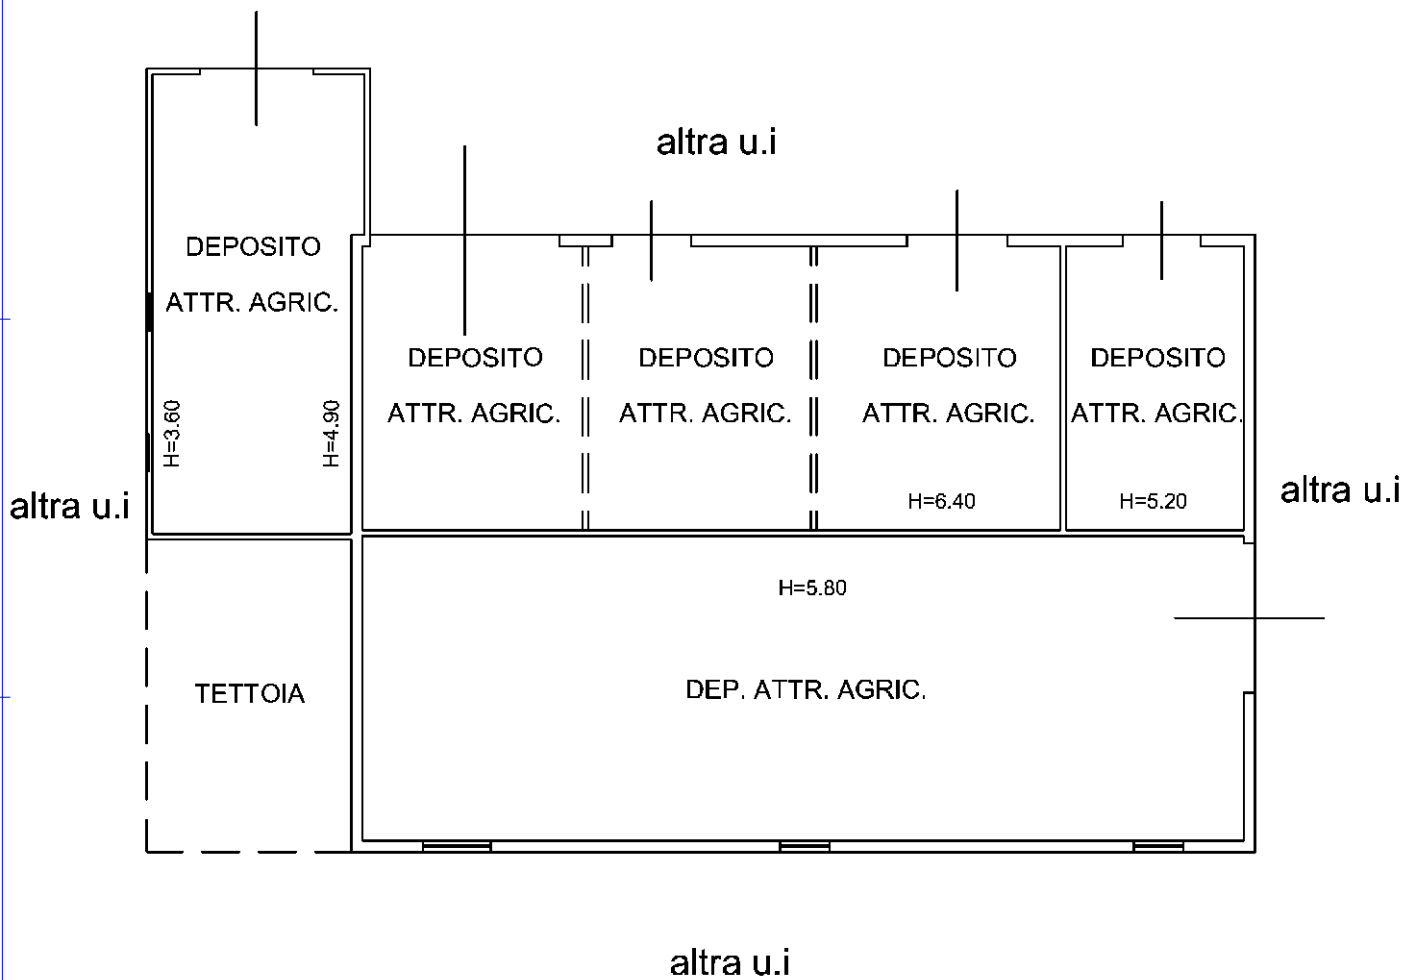 altra u.i
DEPOSITO
ATTR. AGRIC.
H=3.60
H=4.90
DEPOSITO
ATTR. AGRIC.
DEPOSITO
ATTR. AGRIC.
DEPOSITO
ATTR. AGRIC.
H=6.40
DEPOSITO
ATTR. AGRIC.
H=5.20
altra u.i
altra u.i
H=5.80
TETTOIA
DEP. ATTR. AGRIC.
altra u.i